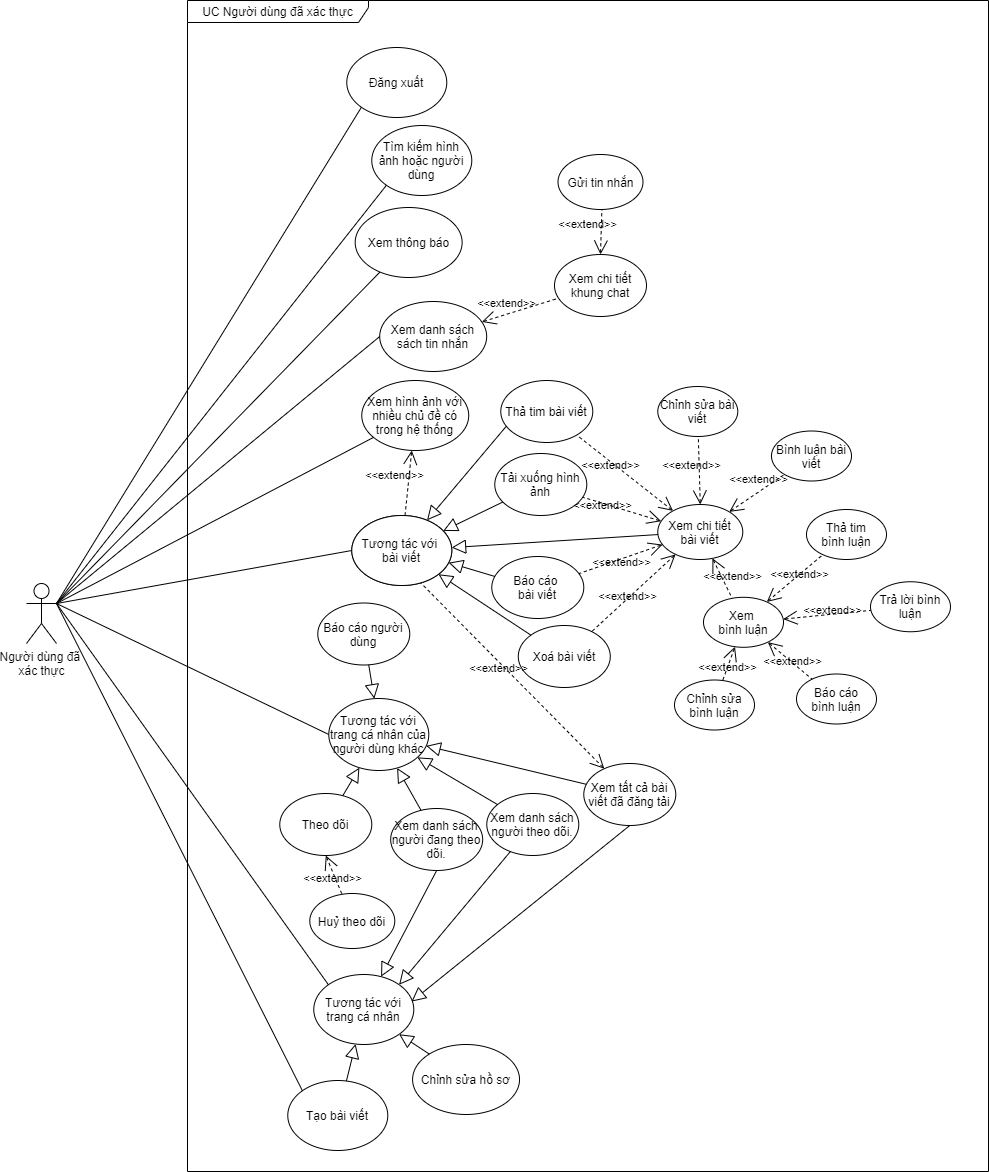 UC Người dùng đã xác thực
Đăng xuất
Tìm kiếm hình
ảnh hoặc người
dùng
Gửi tin nhắn
<<extend>>
Xem thông báo
Xem chi tiết
khung chat
<<extend>>
Xem danh sách
sách tin nhắn
Xem hình ảnh với
nhiều chủ đề có
trong hệ thống
<<extend>>
Thả tim bài viết
<<extend>>
Chỉnh sửa bài
viết
<<extend>>
Bình luận bài
viết
<<extend>>
Tải xuống hình
ảnh
<<extend>>
Tương tác với
bài viết
Xem chi tiết
bài viết
Thả tim
bình luận
<<extend>>
Báo cáo
bài viết
<<extend>>
<<extend>>
<<extend>>
Trả lời bình
luận
<<extend>>
Xem
bình luận
Xoá bài viết
<<extend>>
<<extend>>
<<extend>>
Chỉnh sửa
bình luận
Báo cáo
bình luận
Người dùng đã
xác thực
Báo cáo người
dùng
Tương tác với
trang cá nhân của
người dùng khác
Xem tất cả bài
viết đã đăng tải
Theo dõi
Xem danh sách
người đang theo
dõi.
Xem danh sách
người theo dõi.
<<extend>>
Huỷ theo dõi
Tương tác với
trang cá nhân
Chỉnh sửa hồ sơ
Tạo bài viết